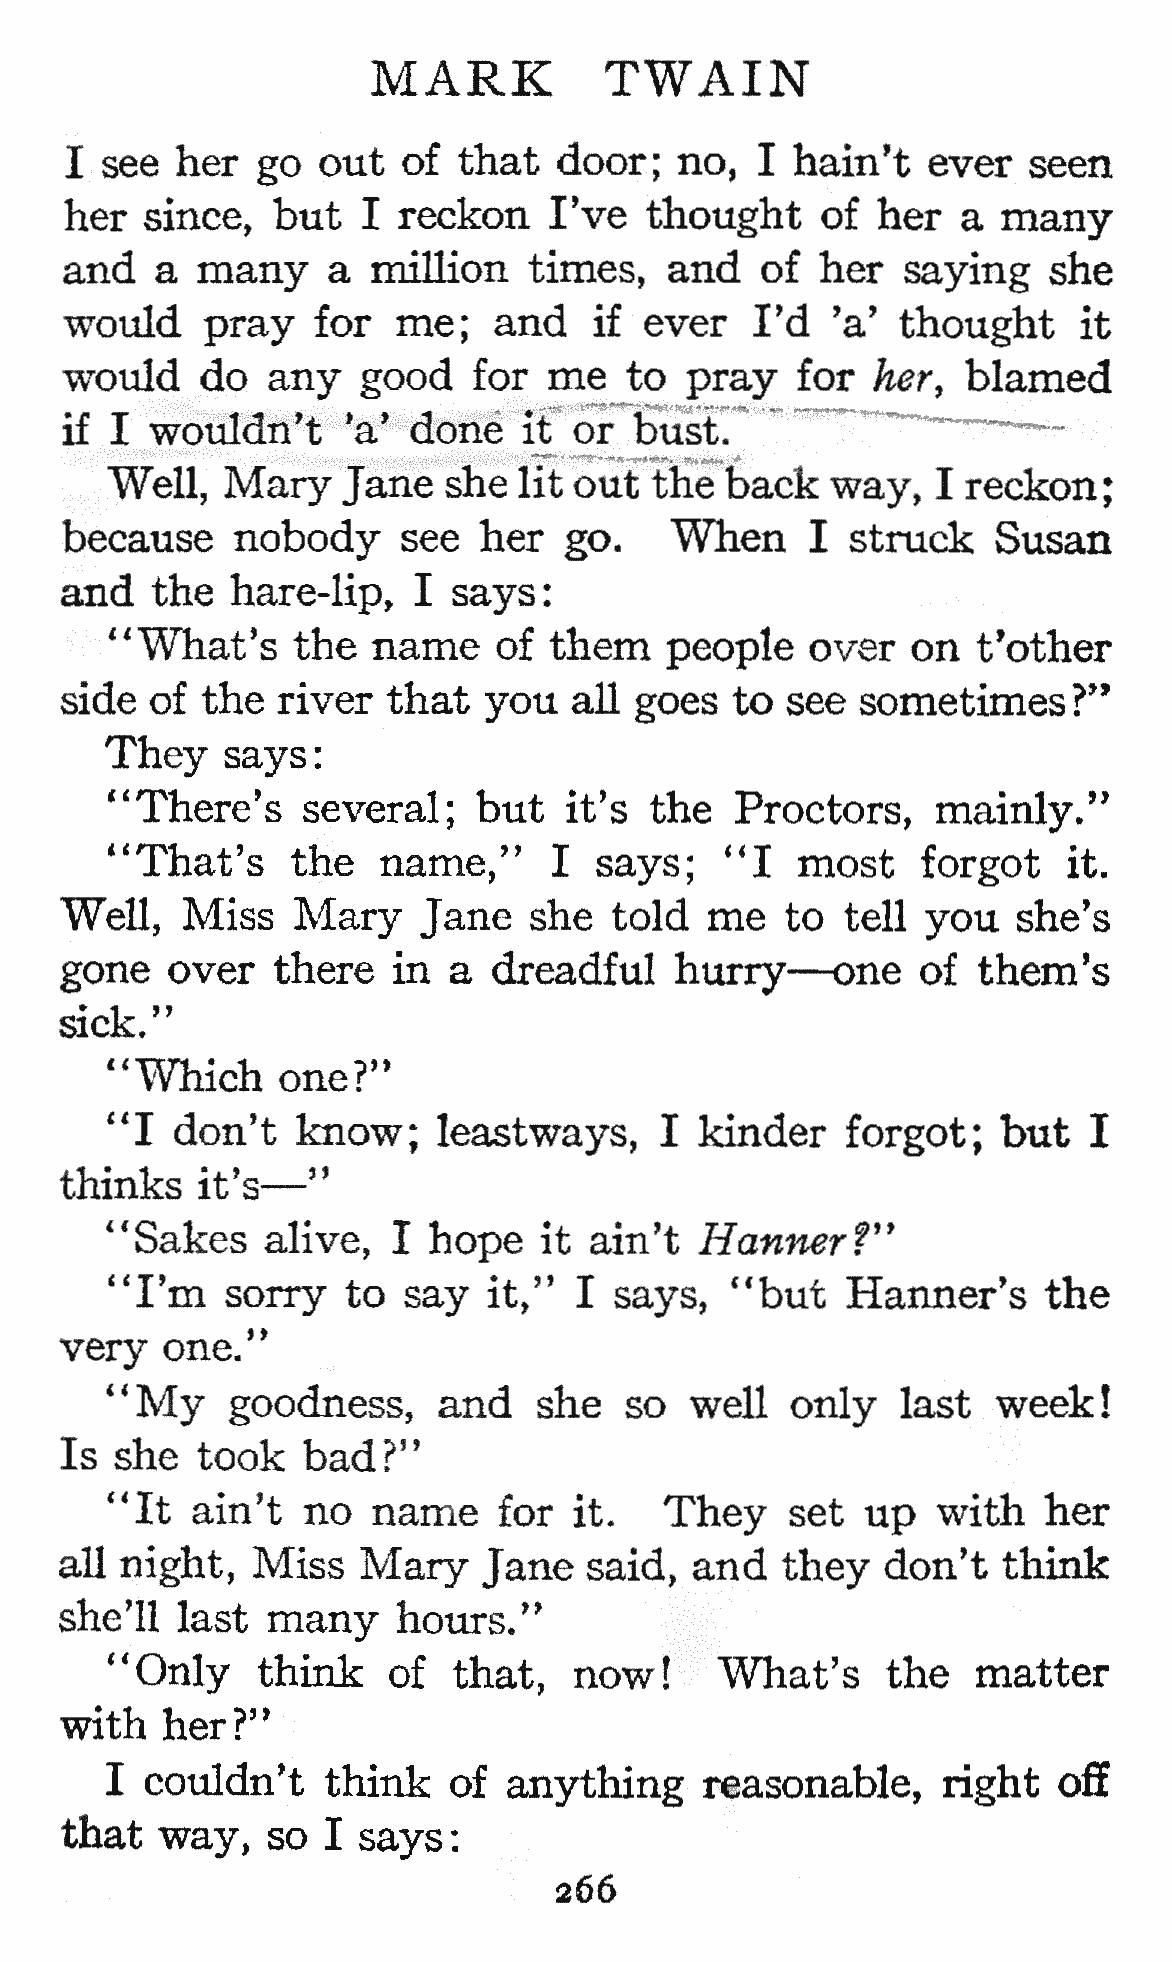 MARK TWAIN
I see her go out of that door; no, I hain't ever seen
her since, but I reckon I've thought of her a many
and a many a million times, and of her saying she
would pray for me; and if ever I'd 'a' thought it
would do any good for me to pray for her, blamed
if I wouldn't 'a' done it or bust.
Well, Mary Jane she lit out the back way, I reckon;
because nobody see her go. When I struck Susan
and the hare-lip, I says:
"What's the name of them people over on t'other
side of the river that you all goes to see sometimes?"
They says:
"There's several; but it's the Proctors, mainly."
"That's the name," I says; "I most forgot it.
Well, Miss Mary Jane she told me to tell you she's
gone over there in a dreadful hurry—one of them's
sick."
"Which one?"
"I don't know; leastways, I kinder forgot; but I
thinks it's—"
"Sakes alive, I hope it ain't Hanner?"
"I'm sorry to say it," I says, "but Hanner's the
very one."
"My goodness, and she so well only last week!
Is she took bad?"
"It ain't no name for it. They set up with her
all night, Miss Mary Jane said, and they don't think
she'll last many hours."
"Only think of that, now! What's the matter
with her?"
I couldn't think of anything reasonable, right off
that way, so I says:
266